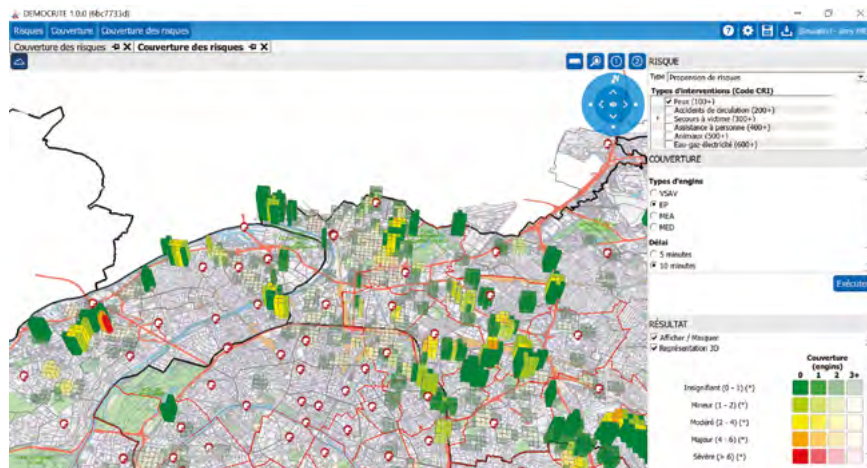 DEMOCRITE 1.0.0 (6bc7733d)
Risques Couverture Couverture des risques
Couverture des risques
Couverture des risques
RISQUE
Type Propension de risques
Types d'interventions (Code CRI)
Feux (100+)
Accidents de circulation (200+)
Secours à victime (300+)
Assistance à personne (400+)
Animaux (500+)
Eau-gaz-électricité (600+)
COUVERTURE
Types d'engins
VSAV
EP
MEA
MED
Délai
5 minutes
10 minutes
Exécuter
RÉSULTAT
Afficher / Masquer
Représentation 3D
Couverture
(engins)
0 1 2 3+
Insignifiant (0 - 1) (*)
Mineur (1 - 2) (*)
Modéré (2 - 4) (*)
Majeur (4 - 6) (*)
Sévère (> 6) (*)